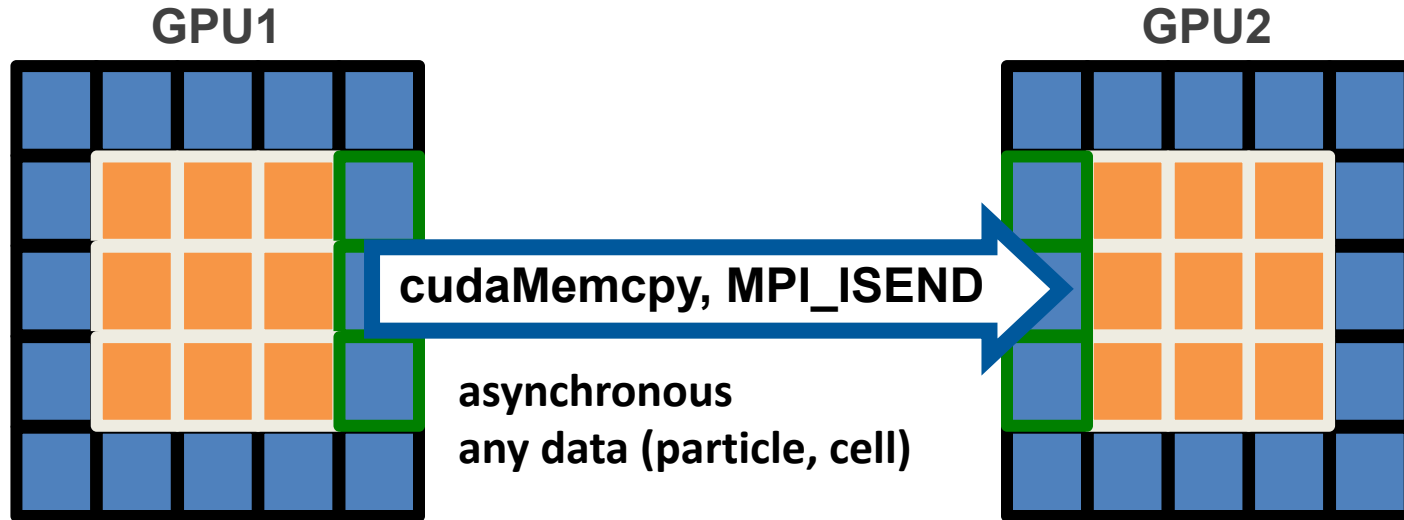 GPU1
GPU2
cudaMemcpy, MPI_ISEND
asynchronous
any data (particle, cell)